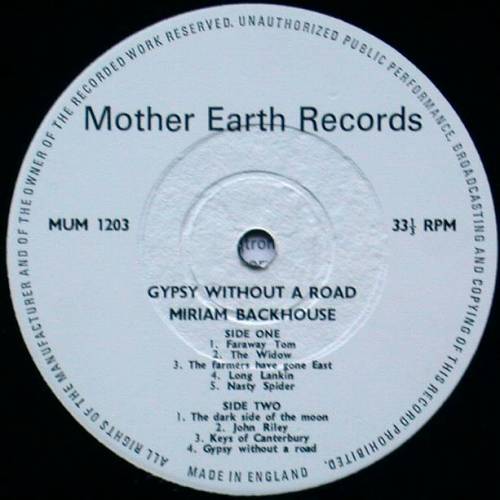 ALL RIGHTS OF THE MANUFACTURER AND OF THE OWNER OF THE RECORDED WORK RESERVED. UNAUTHORIZED PUBLIC PERFORMANCE, BROADCASTING AND COPYING OF THIS RECORD PROHIBITED.
Mother Earth Records
MUM 1203
33⅓ RPM
GYPSY WITHOUT A ROAD
MIRIAM BACKHOUSE
SIDE ONE
1. Faraway Tom
2. The Widow
3. The farmers have gone East
4. Long Lankin
5. Nasty Spider
SIDE TWO
1. The dark side of the moon
2. John Riley
3. Keys of Canterbury
4. Gypsy without a road
MADE IN ENGLAND